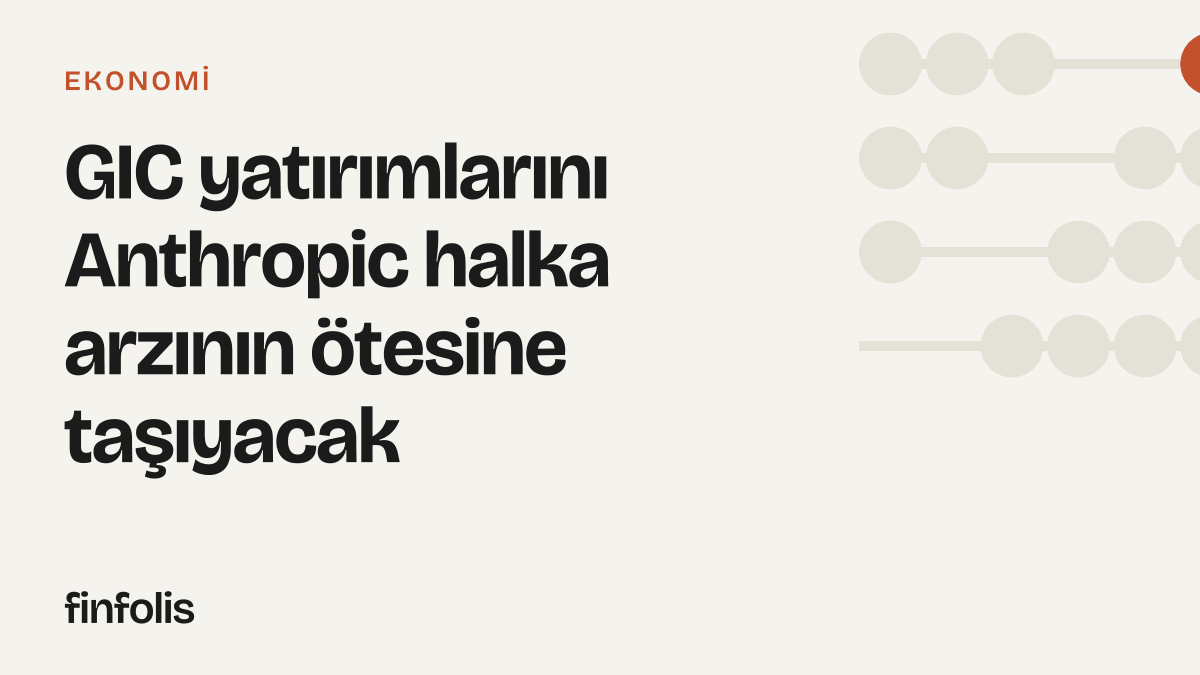 EKONOMİ
GIC yatırımlarını
Anthropic halka
arzının ötesine
taşıyacak
finfolis